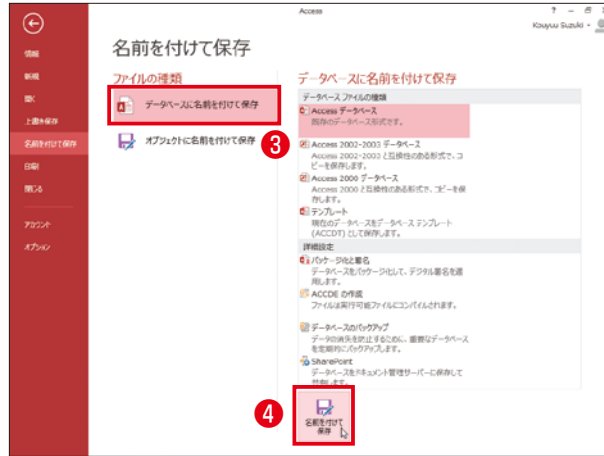 Access
? － 
Kouyuu Suzuki
情報
新規
開く
上書き保存
名前を付けて保存
印刷
閉じる
アカウント
オプション
名前を付けて保存
ファイルの種類
データベースに名前を付けて保存
オブジェクトに名前を付けて保存
3
データベースに名前を付けて保存
データベース ファイルの種類
Access データベース
既存のデータベース形式です。
Access 2002-2003 データベース
Access 2002-2003 と互換性のある形式で、コ
ピーを保存します。
Access 2000 データベース
Access 2000 と互換性のある形式で、コピーを保
存します。
テンプレート
現在のデータベースをデータベース テンプレート
(ACCDT) として保存します。
詳細設定
パッケージ化と署名
データベースをパッケージ化して、デジタル署名を適
用します。
ACCDE の作成
ファイルは実行可能ファイルにコンパイルされます。
データベースのバックアップ
データの消失を防止するために、重要なデータベース
を定期的にバックアップします。
SharePoint
データベースをドキュメント管理サーバーに保存して
共有します。
4
名前を付けて
保存